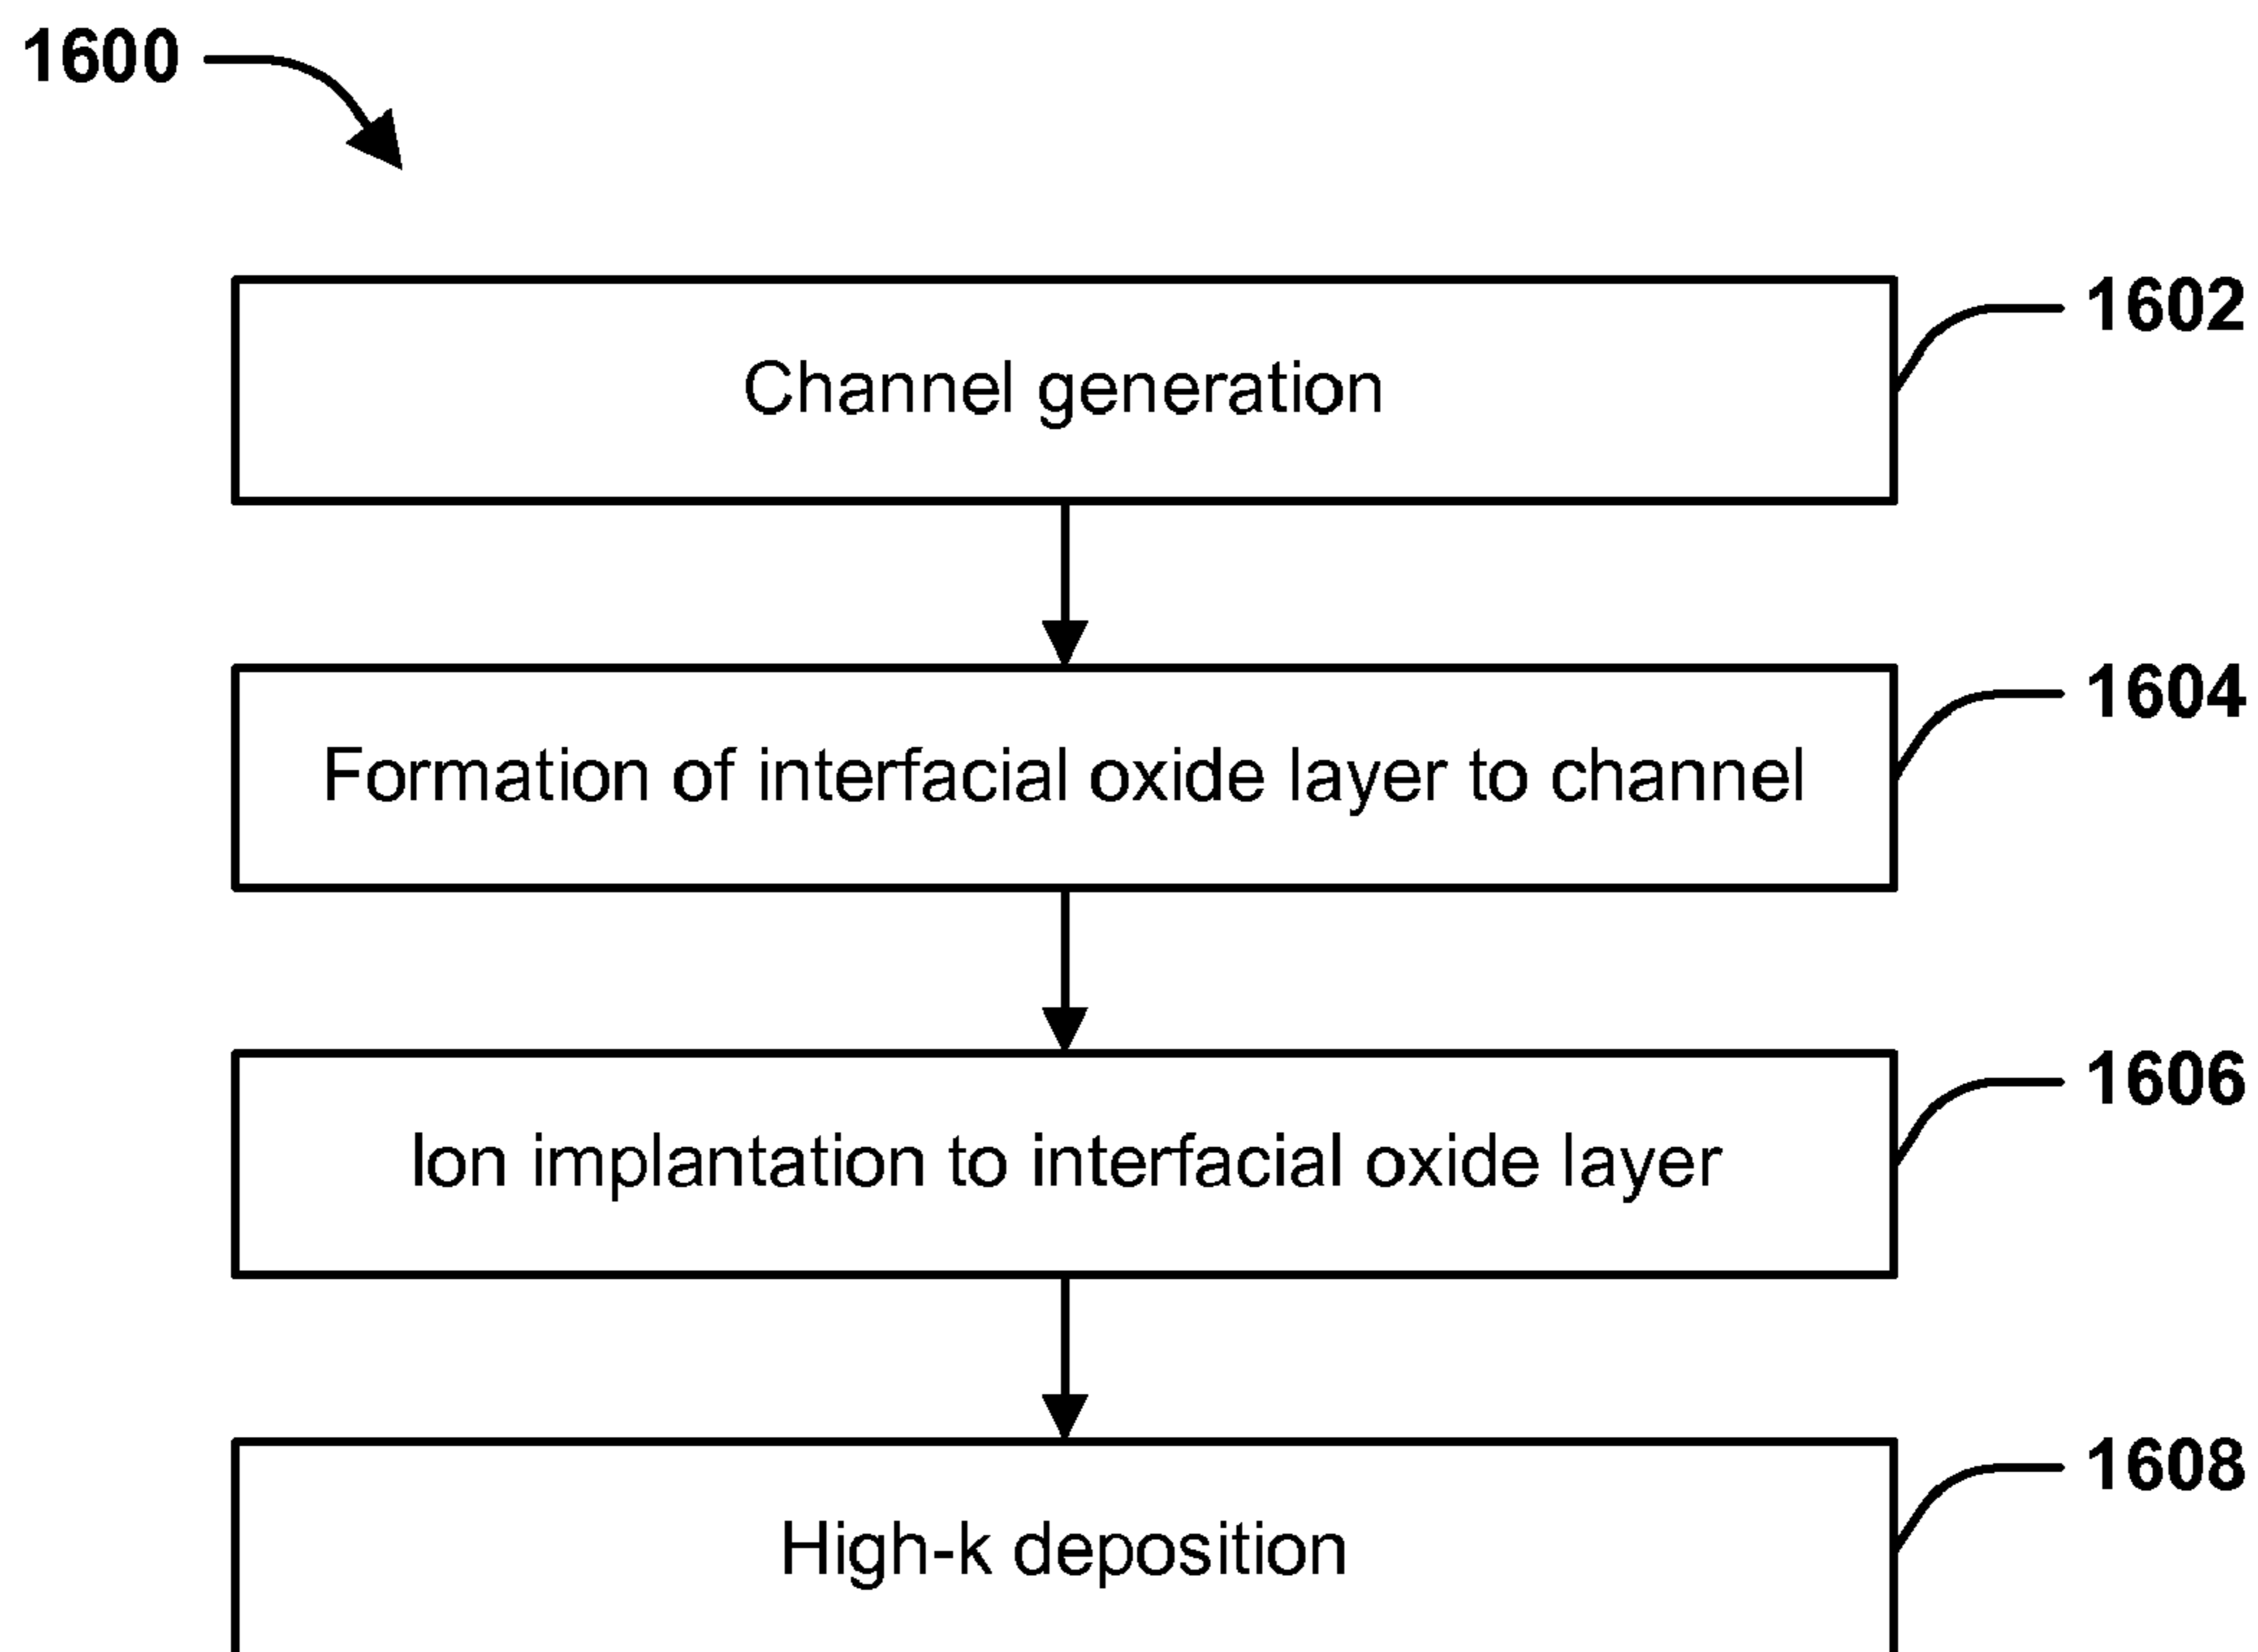 1600
1602
Channel generation
1604
Formation of interfacial oxide layer to channel
1606
Ion implantation to interfacial oxide layer
1608
High-k deposition